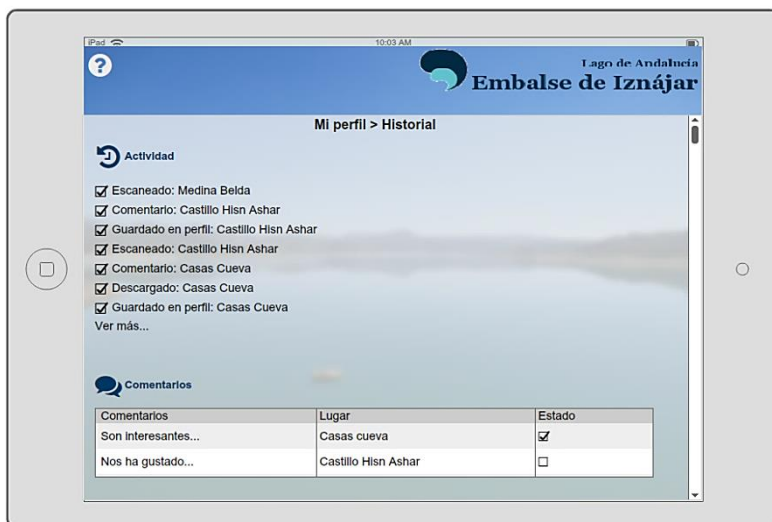 iPad
10:03 AM
?
Lago de Andalucía
Embalse de Iznájar
Mi perfil > Historial
Actividad
Escaneado: Medina Belda
Comentario: Castillo Hisn Ashar
Guardado en perfil: Castillo Hisn Ashar
Escaneado: Castillo Hisn Ashar
Comentario: Casas Cueva
Descargado: Casas Cueva
Guardado en perfil: Casas Cueva
Ver más...
Comentarios
Comentarios Lugar Estado
Son interesantes... Casas cueva
Nos ha gustado... Castillo Hisn Ashar